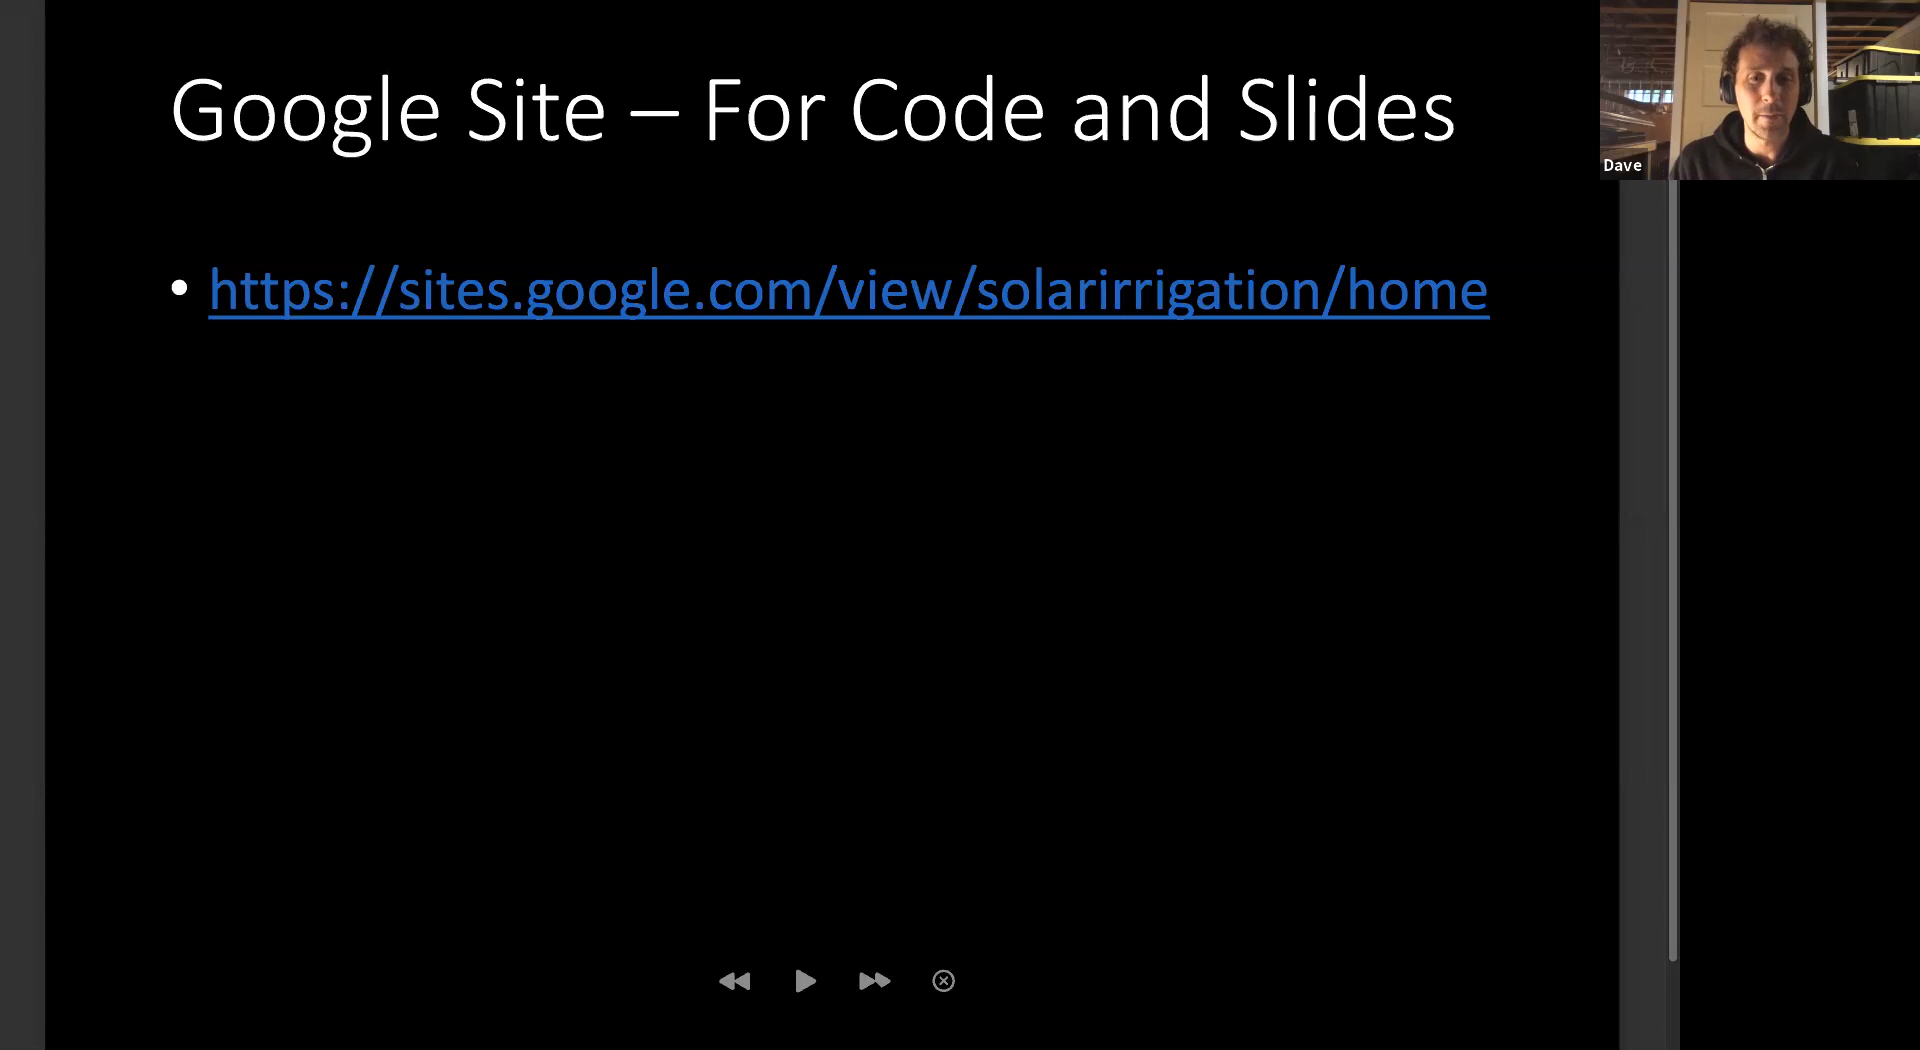 Google Site – For Code and Slides
• https://sites.google.com/view/solarirrigation/home
Dave